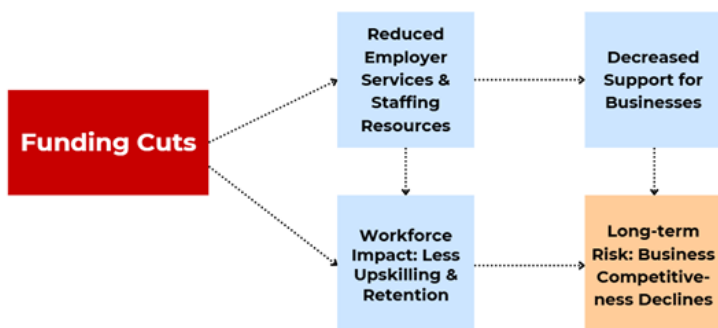 Funding Cuts
Reduced
Employer
Services &
Staffing
Resources
Decreased
Support for
Businesses
Workforce
Impact: Less
Upskilling &
Retention
Long-term
Risk: Business
Competitive-
ness Declines